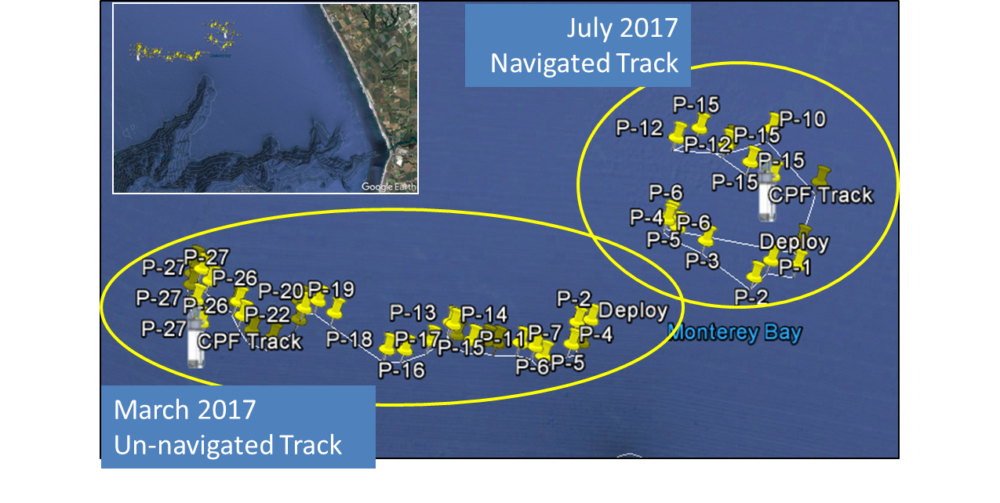 July 2017
Navigated Track
Google Earth
P-15
P-10
P-12
P-15
P-12
P-15
P-15
CPF Track
P-6
P-4
P-6
P-5
Deploy
P-3
P-1
P-2
P-27
P-27
P-26
P-20
P-19
P-27
P-26
P-2
Deploy
P-22
P-13
P-14
P-27
CPF Track
P-18
P-17
P-15
P-11
P-7
P-4
P-16
P-6
P-5
Monterey Bay
March 2017
Un-navigated Track